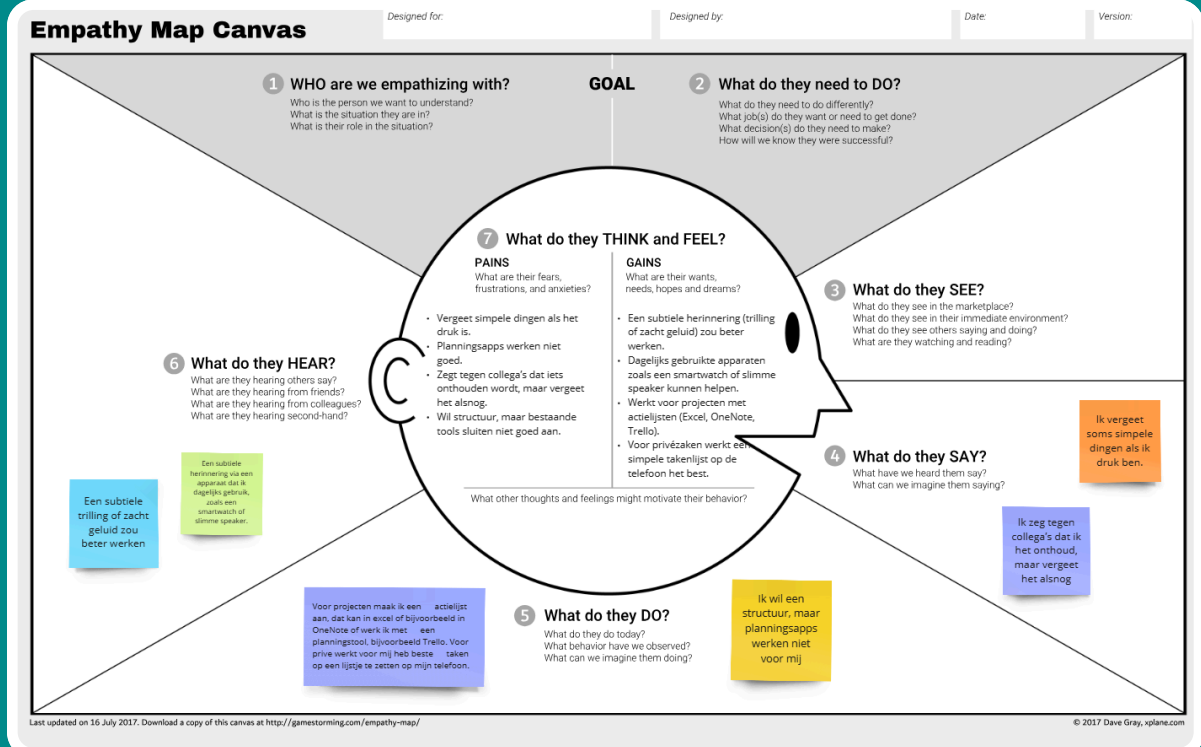 Empathy Map Canvas
Designed for:
Designed by:
Date:
Version:
1 WHO are we empathizing with?
Who is the person we want to understand?
What is the situation they are in?
What is their role in the situation?
GOAL
2 What do they need to DO?
What do they need to do differently?
What job(s) do they want or need to get done?
What decision(s) do they need to make?
How will we know they were successful?
7 What do they THINK and FEEL?
PAINS
What are their fears,
frustrations, and anxieties?
• Vergeet simpele dingen als het
druk is.
• Planningsapps werken niet
goed.
• Zegt tegen collega's dat iets
onthouden wordt, maar vergeet
het alsnog.
• Wil structuur, maar bestaande
tools sluiten niet goed aan.
GAINS
What are their wants,
needs, hopes and dreams?
• Een subtiele herinnering (trilling
of zacht geluid) zou beter
werken.
• Dagelijks gebruikte apparaten
zoals een smartwatch of slimme
speaker kunnen helpen.
• Werkt voor projecten met
actielijsten (Excel, OneNote,
Trello).
• Voor privézaken werkt een
simpele takenlijst op de
telefoon het best.
What other thoughts and feelings might motivate their behavior?
3 What do they SEE?
What do they see in the marketplace?
What do they see in their immediate environment?
What do they see others saying and doing?
What are they watching and reading?
4 What do they SAY?
What have we heard them say?
What can we imagine them saying?
Ik vergeet
soms simpele
dingen als ik
druk ben.
Ik zeg tegen
collega's dat ik
het onthoud,
maar vergeet
het alsnog
5 What do they DO?
What do they do today?
What behavior have we observed?
What can we imagine them doing?
Voor projecten maak ik een actielijst
aan, dat kan in excel of bijvoorbeeld in
OneNote of werk ik met een
planningstool, bijvoorbeeld Trello. Voor
prive werkt voor mij heb beste taken
op een lijstje te zetten op mijn telefoon.
Ik wil een
structuur, maar
planningsapps
werken niet
voor mij
6 What do they HEAR?
What are they hearing others say?
What are they hearing from friends?
What are they hearing from colleagues?
What are they hearing second-hand?
Een subtiele
trilling of zacht
geluid zou
beter werken
Een subtiele
herinnering via een
apparaat dat ik
dagelijks gebruik,
zoals een
smartwatch of
slimme speaker.
Last updated on 16 July 2017. Download a copy of this canvas at http://gamestorming.com/empathy-map/
© 2017 Dave Gray, xplane.com